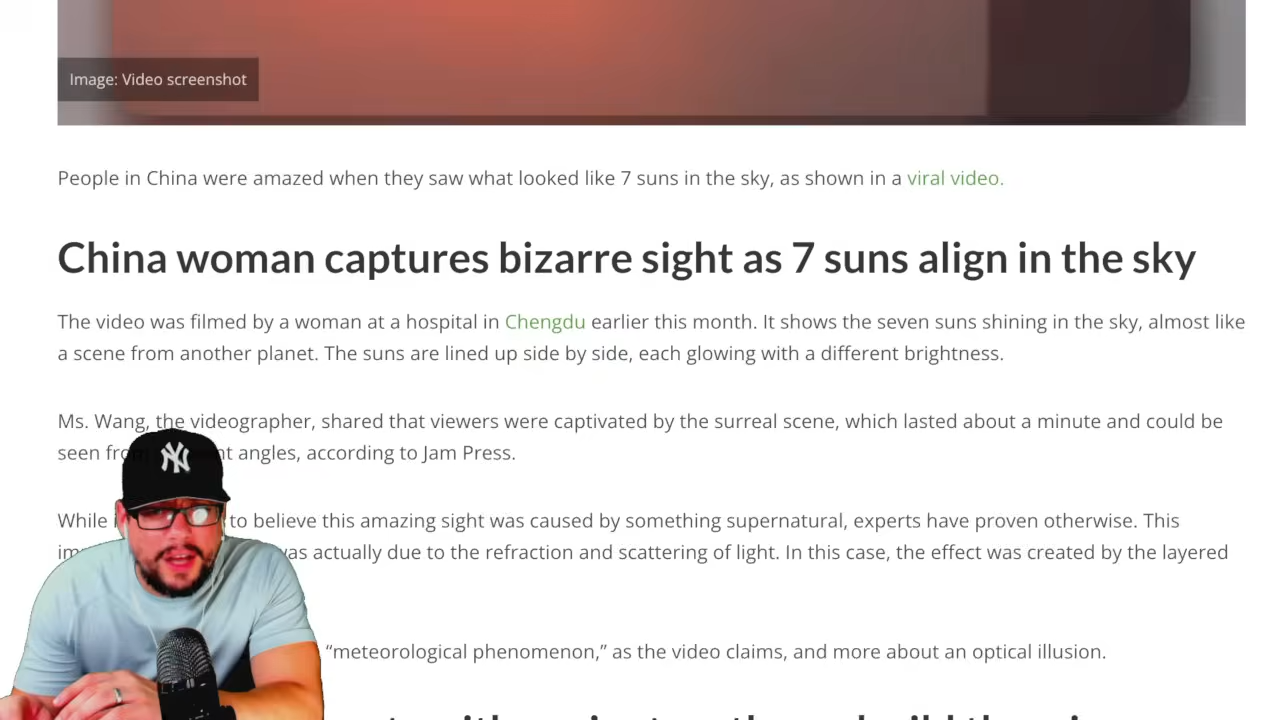 Image: Video screenshot
People in China were amazed when they saw what looked like 7 suns in the sky, as shown in a viral video.
China woman captures bizarre sight as 7 suns align in the sky
The video was filmed by a woman at a hospital in Chengdu earlier this month. It shows the seven suns shining in the sky, almost like
a scene from another planet. The suns are lined up side by side, each glowing with a different brightness.
Ms. Wang, the videographer, shared that viewers were captivated by the surreal scene, which lasted about a minute and could be
seen angles, according to Jam Press.
NY
While to believe this amazing sight was caused by something supernatural, experts have proven otherwise. This
was actually due to the refraction and scattering of light. In this case, the effect was created by the layered
“meteorological phenomenon,” as the video claims, and more about an optical illusion.